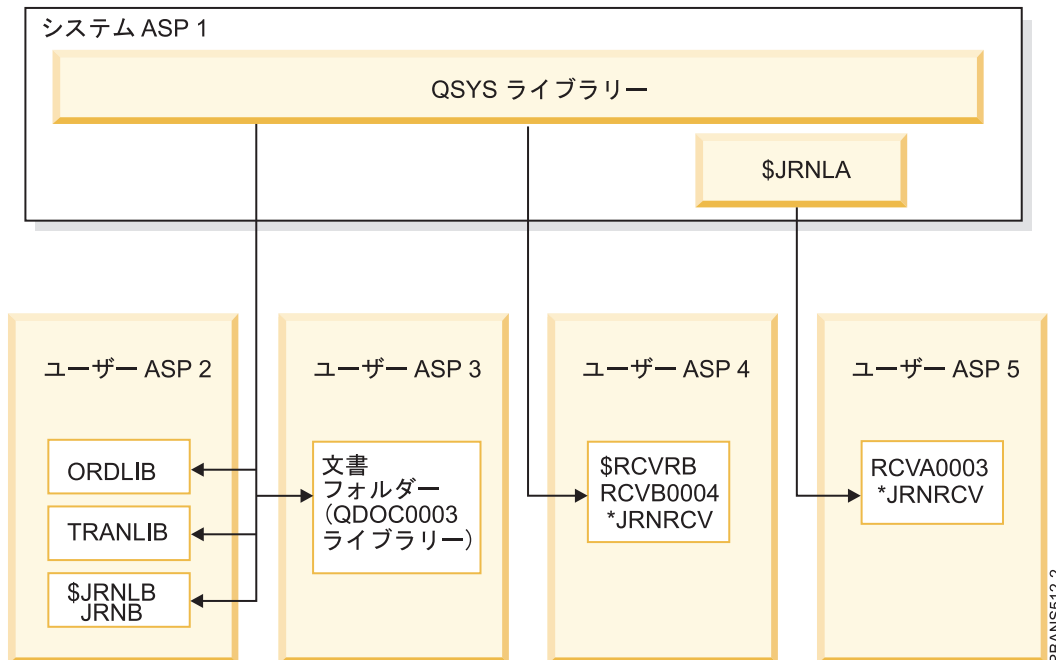 システム ASP 1
QSYS ライブラリー
$JRNLA
ユーザー ASP 2
ORDLIB
TRANLIB
$JRNLB
JRNB
ユーザー ASP 3
文書
フォルダー
(QDOC0003
ライブラリー)
ユーザー ASP 4
$RCVRB
RCVB0004
*JRNRCV
ユーザー ASP 5
RCVA0003
*JRNRCV
RBANS512-2